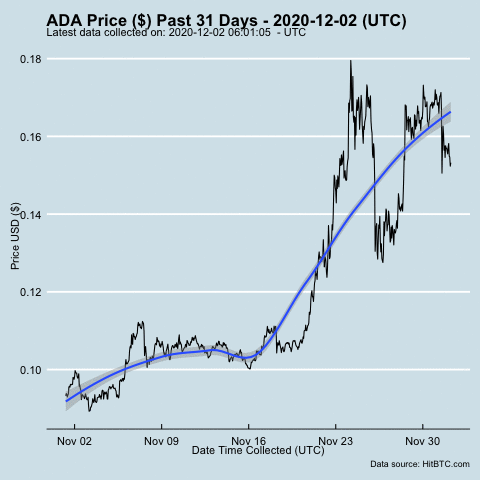 ADA Price ($) Past 31 Days - 2020-12-02 (UTC)
Latest data collected on: 2020-12-02 06:01:05 - UTC
0.18
0.16
0.14
0.12
0.10
Price USD ($)
Nov 02 Nov 09 Nov 16 Nov 23 Nov 30
Date Time Collected (UTC)
Data source: HitBTC.com